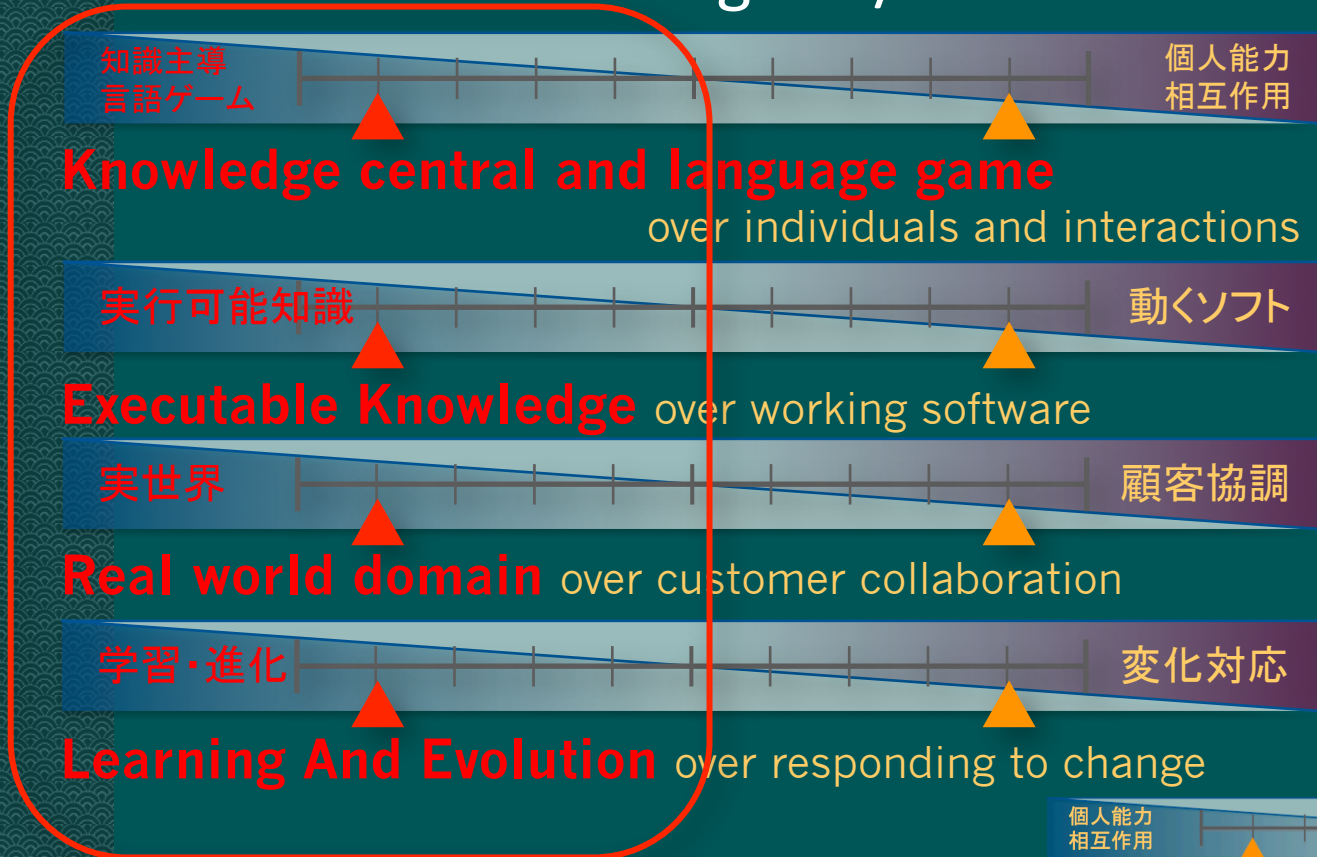 知識主導
言語ゲーム
個人能力
相互作用
Knowledge central and language game
over individuals and interactions
実行可能知識
動くソフト
Executable Knowledge over working software
実世界
顧客協調
Real world domain over customer collaboration
学習・進化
変化対応
Learning And Evolution over responding to change
個人能力
相互作用